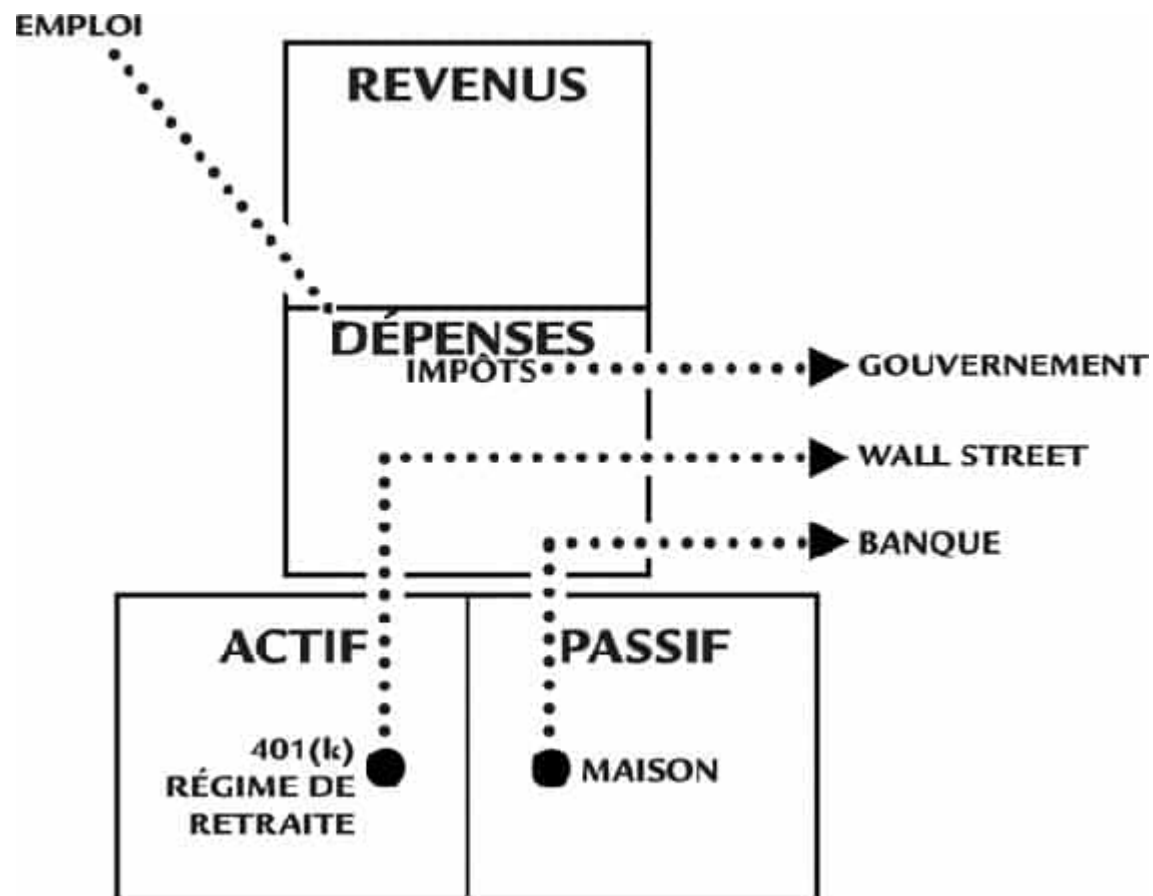 EMPLOI
REVENUS
DÉPENSES
IMPÔTS
GOUVERNEMENT
WALL STREET
BANQUE
ACTIF
PASSIF
401(k)
RÉGIME DE
RETRAITE
MAISON